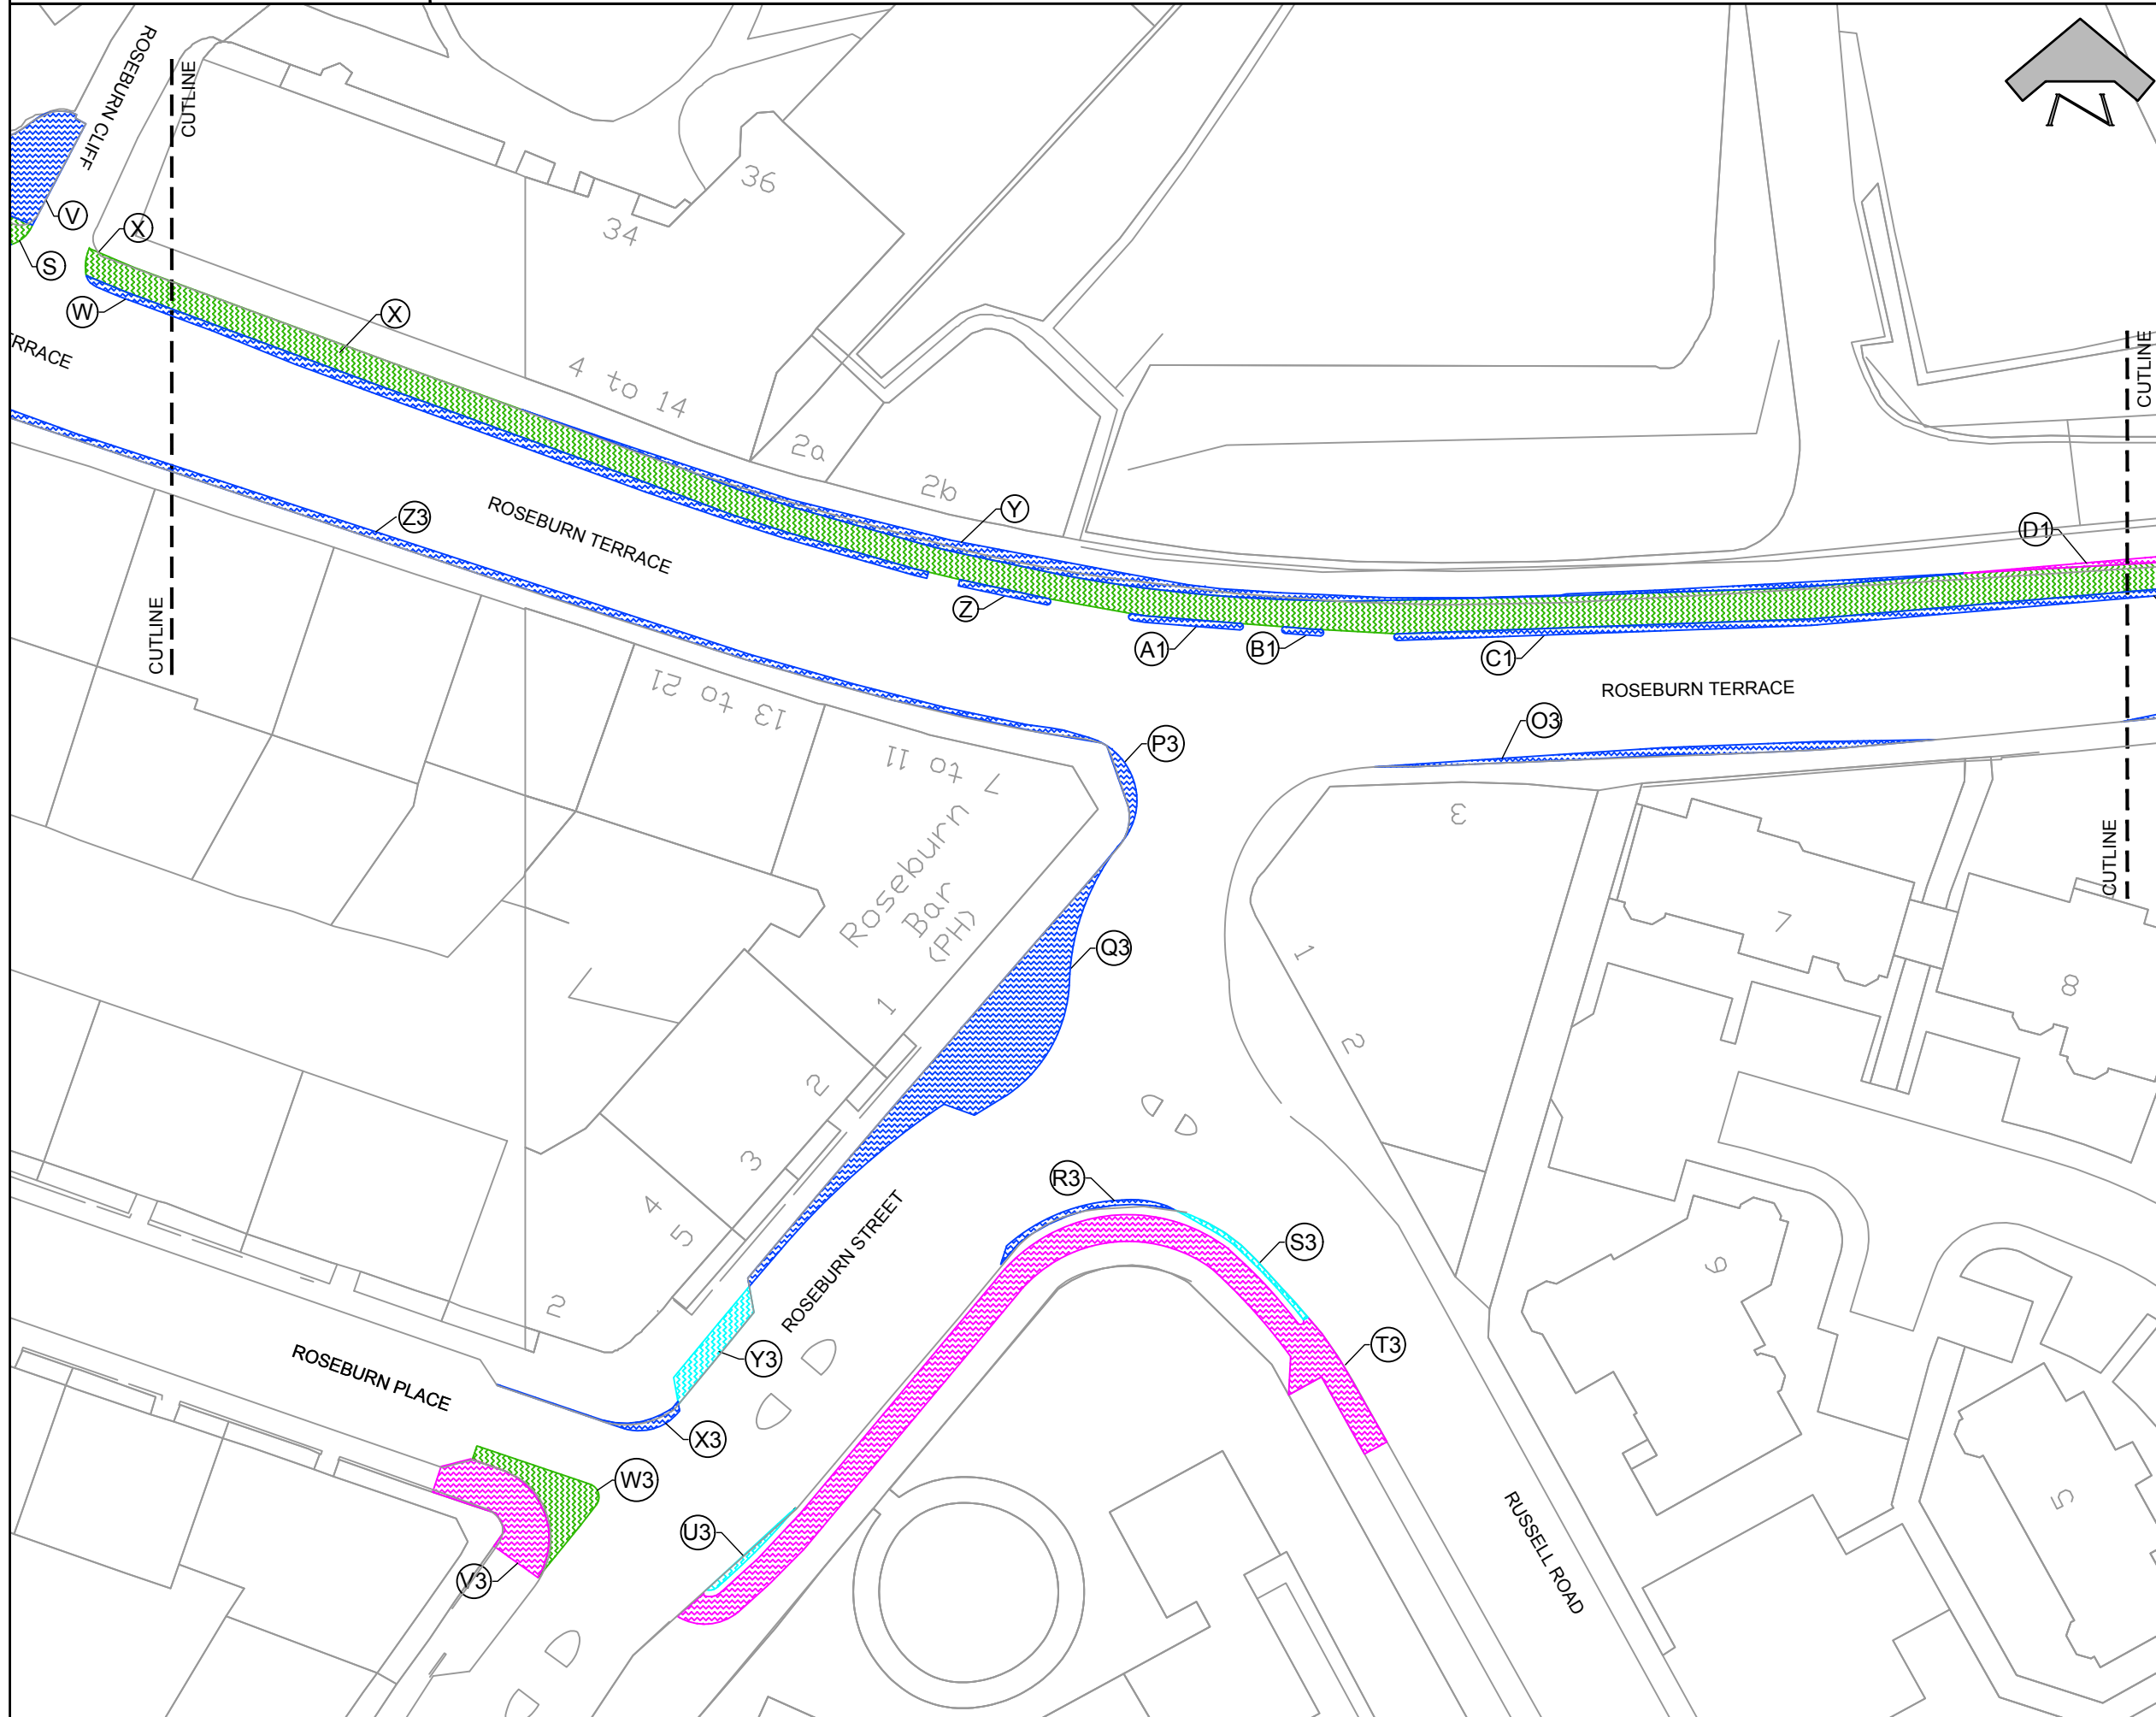 ROSEBURN CLIFF
CUTLINE
V
X
S
W
X
36
34
4 to 14
2a
2b
Y
CUTLINE
D1
ERRACE
Z3
ROSEBURN TERRACE
Z
A1
B1
C1
ROSEBURN TERRACE
CUTLINE
13 to 21
P3
O3
7 to 11
Roseburn
Bar
(PH)
3
7
CUTLINE
Q3
1
1
8
2
2
3
R3
4
5
S3
6
ROSEBURN STREET
2
Y3
T3
ROSEBURN PLACE
X3
W3
U3
V3
5
RUSSELL ROAD